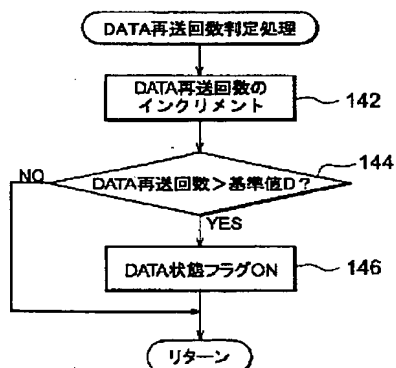 DATA再送回数判定処理
DATA再送回数の
インクリメント
142
144
DATA再送回数>基準値D?
NO
YES
DATA状態フラグON
146
リターン